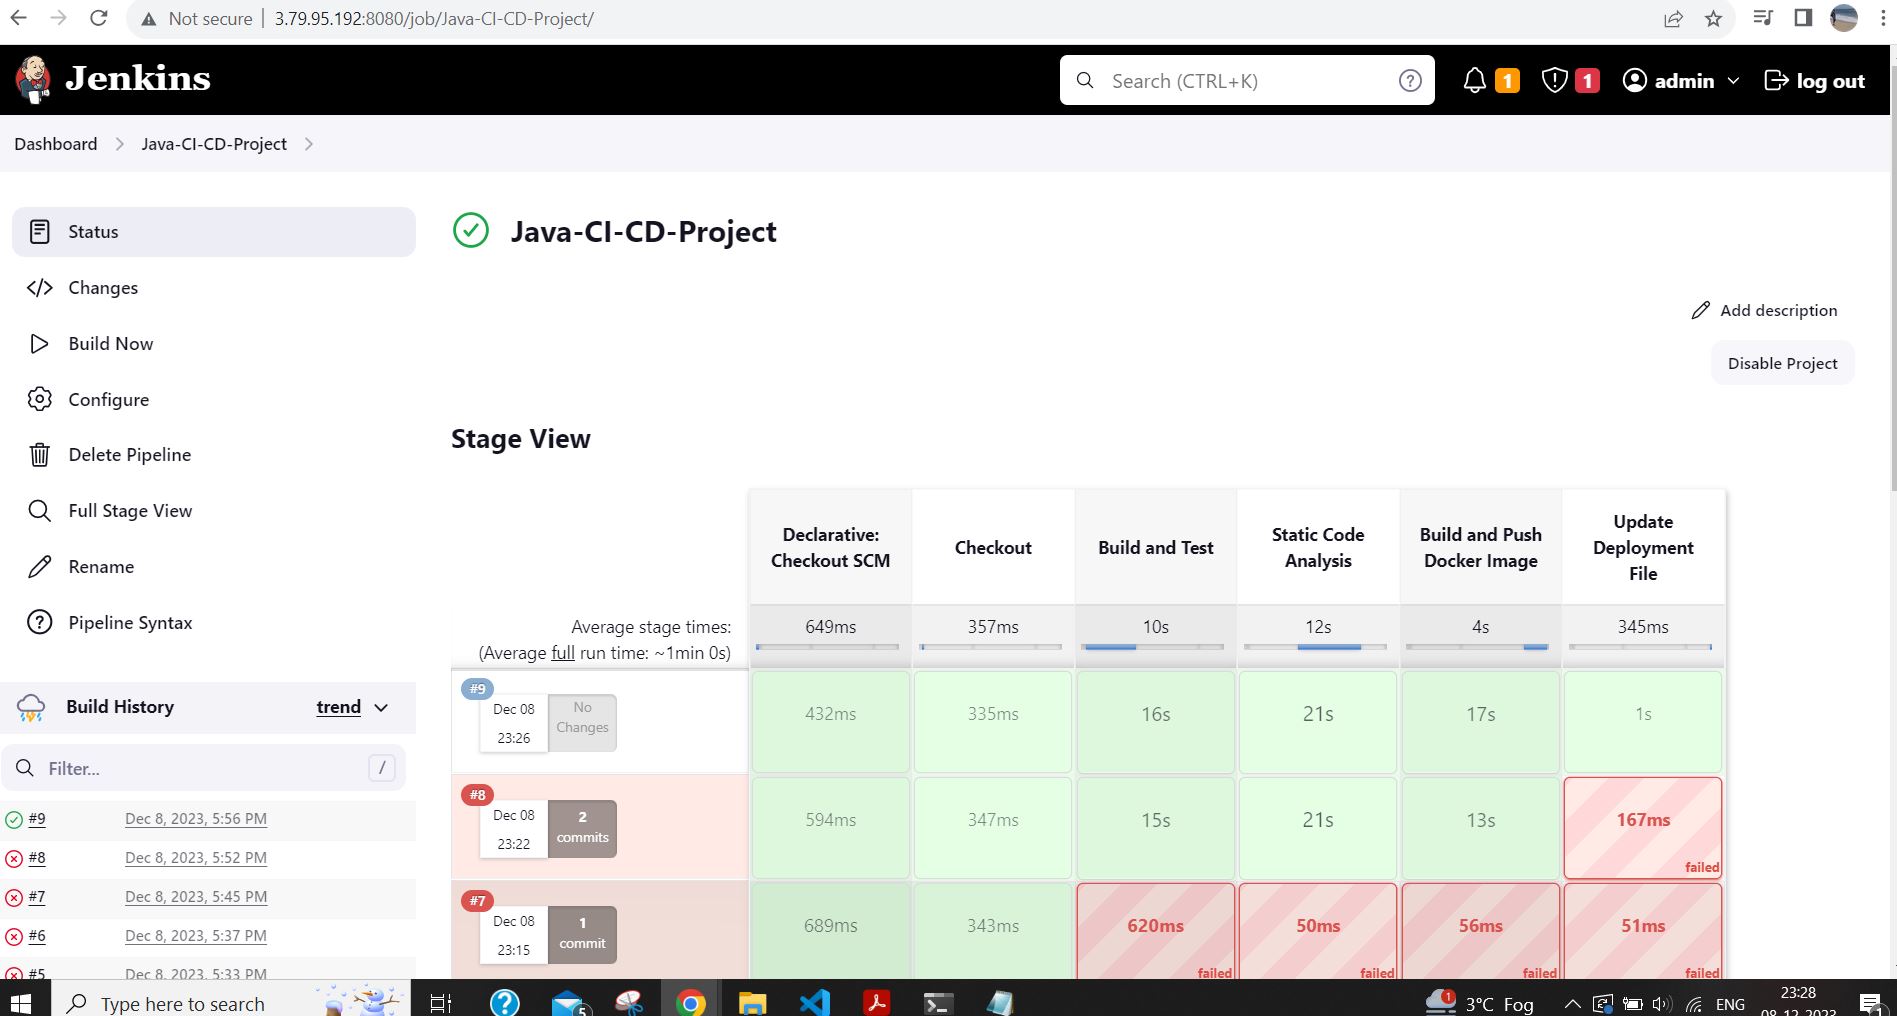 Not secure | 3.79.95.192:8080/job/Java-CI-CD-Project/
Jenkins
Search (CTRL+K)
?
1
1
admin
log out
Dashboard
Java-CI-CD-Project
Status
Changes
Build Now
Configure
Delete Pipeline
Full Stage View
Rename
Pipeline Syntax
Build History
trend
Filter...
/
#9 Dec 8, 2023, 5:56 PM
#8 Dec 8, 2023, 5:52 PM
#7 Dec 8, 2023, 5:45 PM
#6 Dec 8, 2023, 5:37 PM
#5 Dec 8, 2023, 5:33 PM
Java-CI-CD-Project
Add description
Disable Project
Stage View
Declarative:
Checkout SCM
Checkout
Build and Test
Static Code
Analysis
Build and Push
Docker Image
Update
Deployment
File
Average stage times:
(Average full run time: ~1min 0s)
649ms 357ms 10s 12s 4s 345ms
#9
Dec 08
23:26
No
Changes
432ms 335ms 16s 21s 17s 1s
#8
Dec 08
23:22
2
commits
594ms 347ms 15s 21s 13s 167ms
failed
#7
Dec 08
23:15
1
commit
689ms 343ms 620ms 50ms 56ms 51ms
failed failed failed failed
Type here to search
5
1
3°C Fog
ENG
23:28
08-12-2023
1